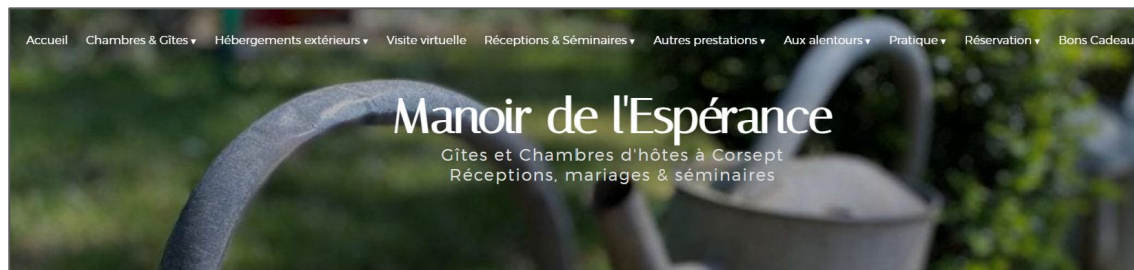 Accueil Chambres & Gîtes ▾ Hébergements extérieurs ▾ Visite virtuelle Réceptions & Séminaires ▾ Autres prestations ▾ Aux alentours ▾ Pratique ▾ Réservation ▾ Bons Cadeau
Manoir de l'Espérance
Gîtes et Chambres d'hôtes à Corsept
Réceptions, mariages & séminaires